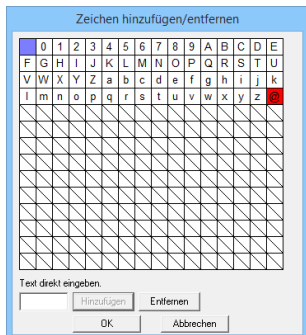 Zeichen hinzufügen/entfernen
0 1 2 3 4 5 6 7 8 9 A B C D E
F G H I J K L M N O P Q R S T U
V W X Y Z a b c d e f g h i j k
l m n o p q r s t u v w x y z @
Text direkt eingeben.
Hinzufügen Entfernen
OK Abbrechen